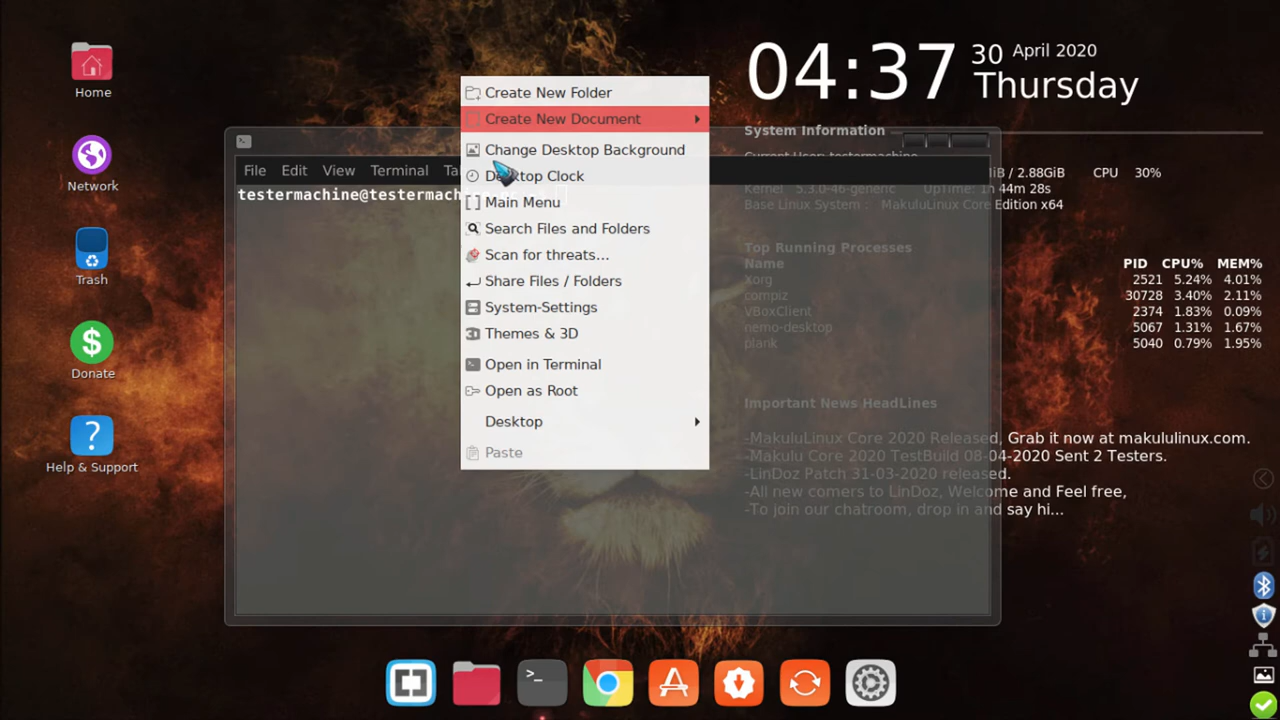 Home
Network
Trash
Donate
Help & Support
04:37
30 April 2020
Thursday
Create New Folder
Create New Document
Change Desktop Background
Desktop Clock
Main Menu
Search Files and Folders
Scan for threats...
Share Files / Folders
System-Settings
Themes & 3D
Open in Terminal
Open as Root
Desktop
Paste
File Edit View Terminal
testermachine@testermach
System Information
Current User: testermachine
iB / 2.88GiB CPU 30%
Kernel 5.3.0-46-generic UpTime: 1h 44m 28s
Base Linux System : MakuluLinux Core Edition x64
Top Running Processes
Name PID CPU% MEM%
Xorg 2521 5.24% 4.01%
compiz 30728 3.40% 2.11%
VBoxClient 2374 1.83% 0.09%
nemo-desktop 5067 1.31% 1.67%
plank 5040 0.79% 1.95%
Important News HeadLines
-MakuluLinux Core 2020 Released, Grab it now at makululinux.com.
-Makulu Core 2020 TestBuild 08-04-2020 Sent 2 Testers.
-LinDoz Patch 31-03-2020 released.
-All new comers to LinDoz, Welcome and Feel free,
-To join our chatroom, drop in and say hi...